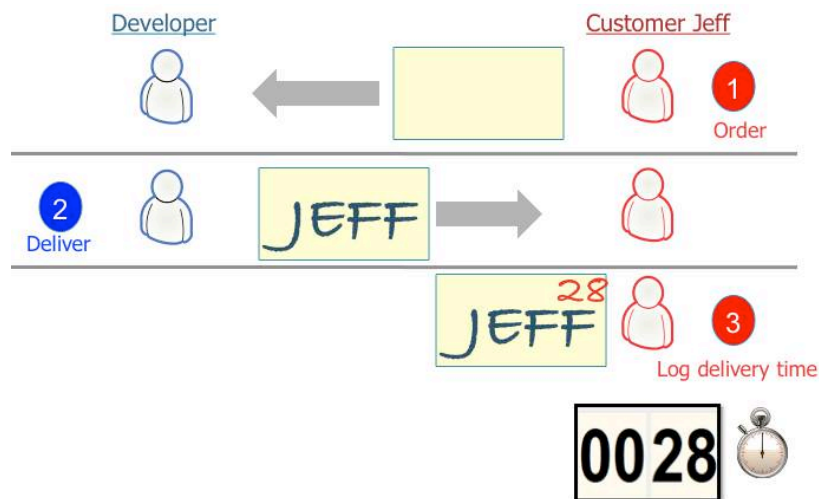 Developer
Customer Jeff
1
Order
2
Deliver
JEFF
28
JEFF
3
Log delivery time
0028